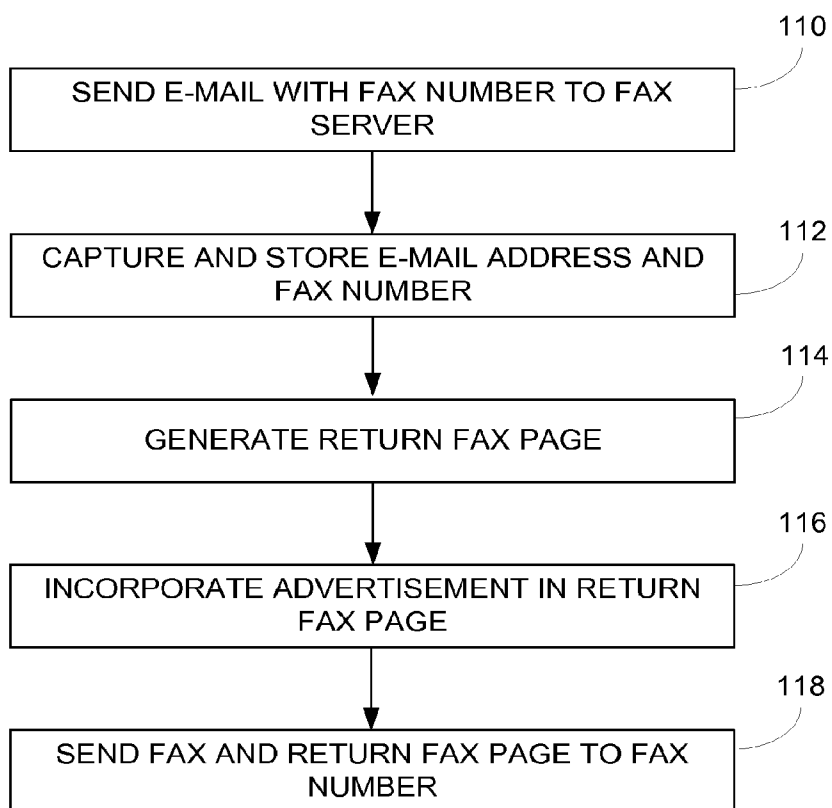 110
SEND E-MAIL WITH FAX NUMBER TO FAX
SERVER
112
CAPTURE AND STORE E-MAIL ADDRESS AND
FAX NUMBER
114
GENERATE RETURN FAX PAGE
116
INCORPORATE ADVERTISEMENT IN RETURN
FAX PAGE
118
SEND FAX AND RETURN FAX PAGE TO FAX
NUMBER